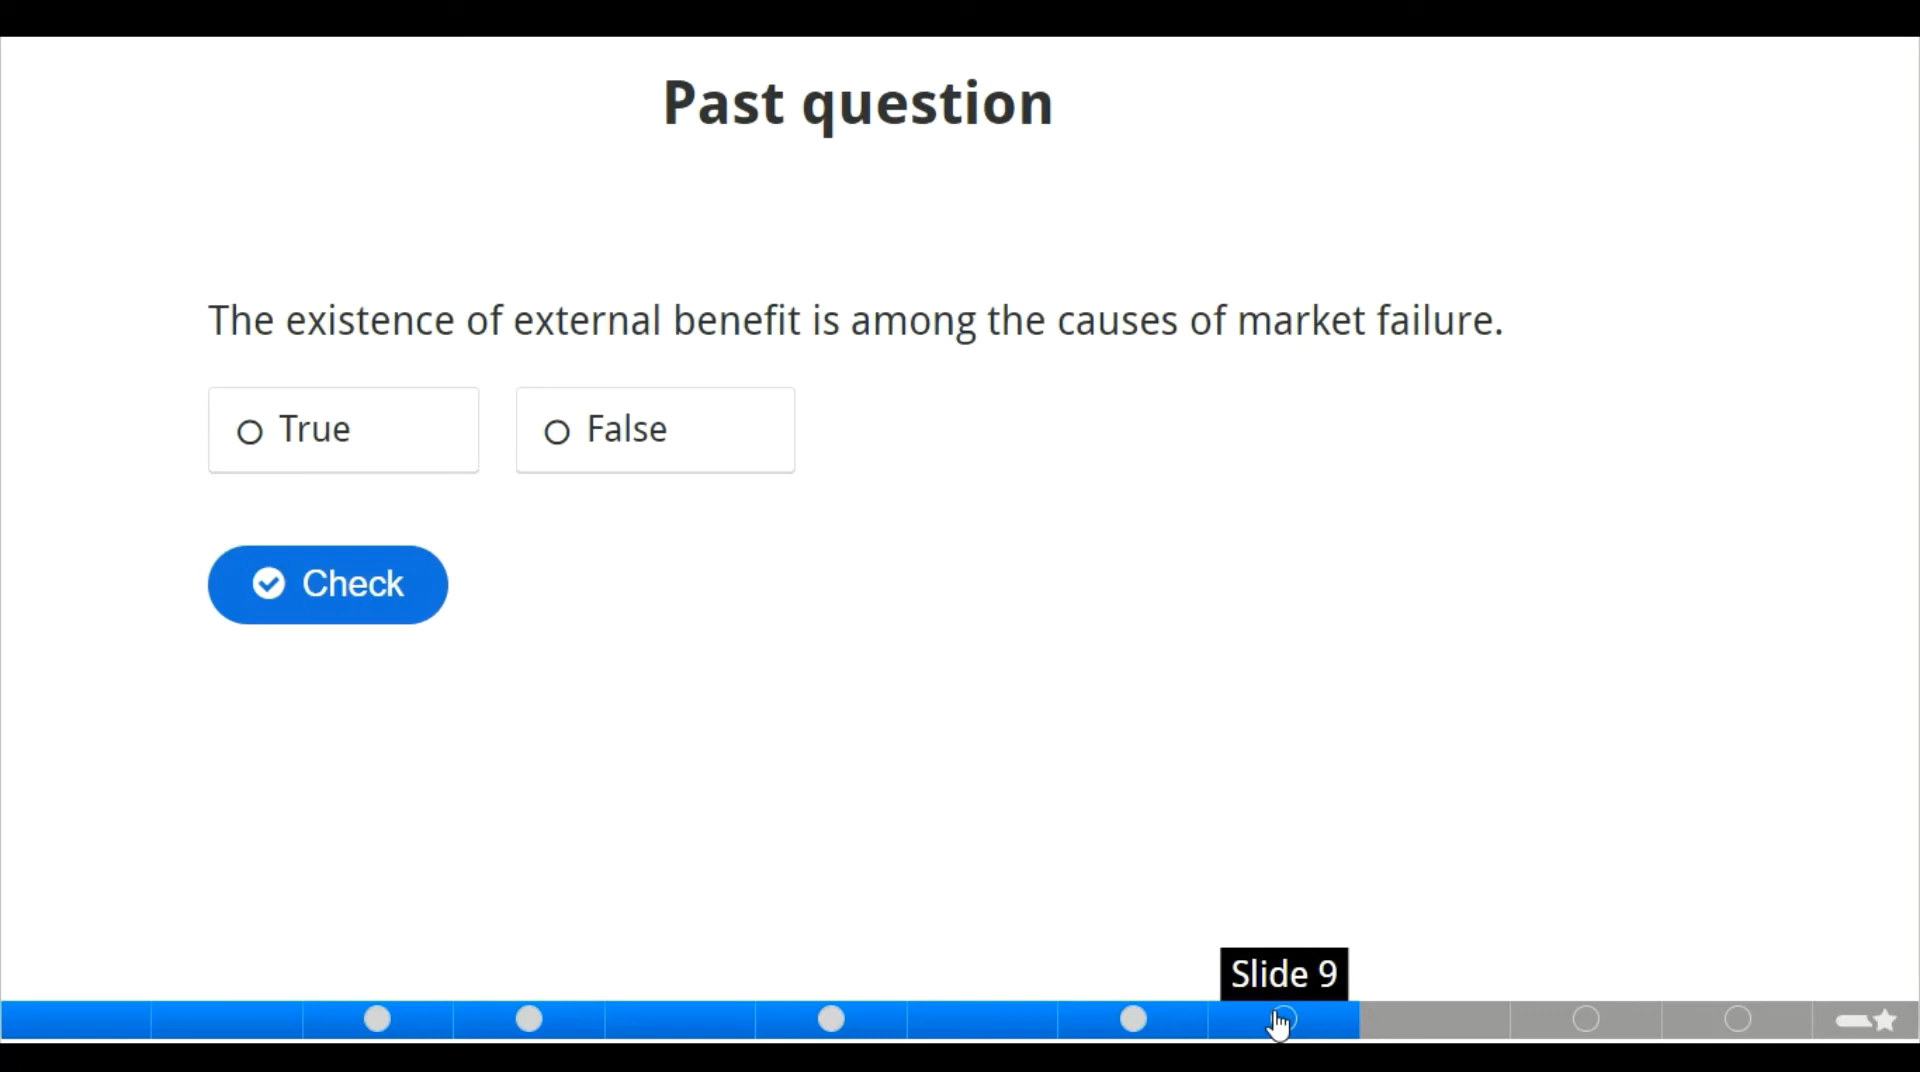 Past question
The existence of external benefit is among the causes of market failure.
True
False
Check
Slide 9